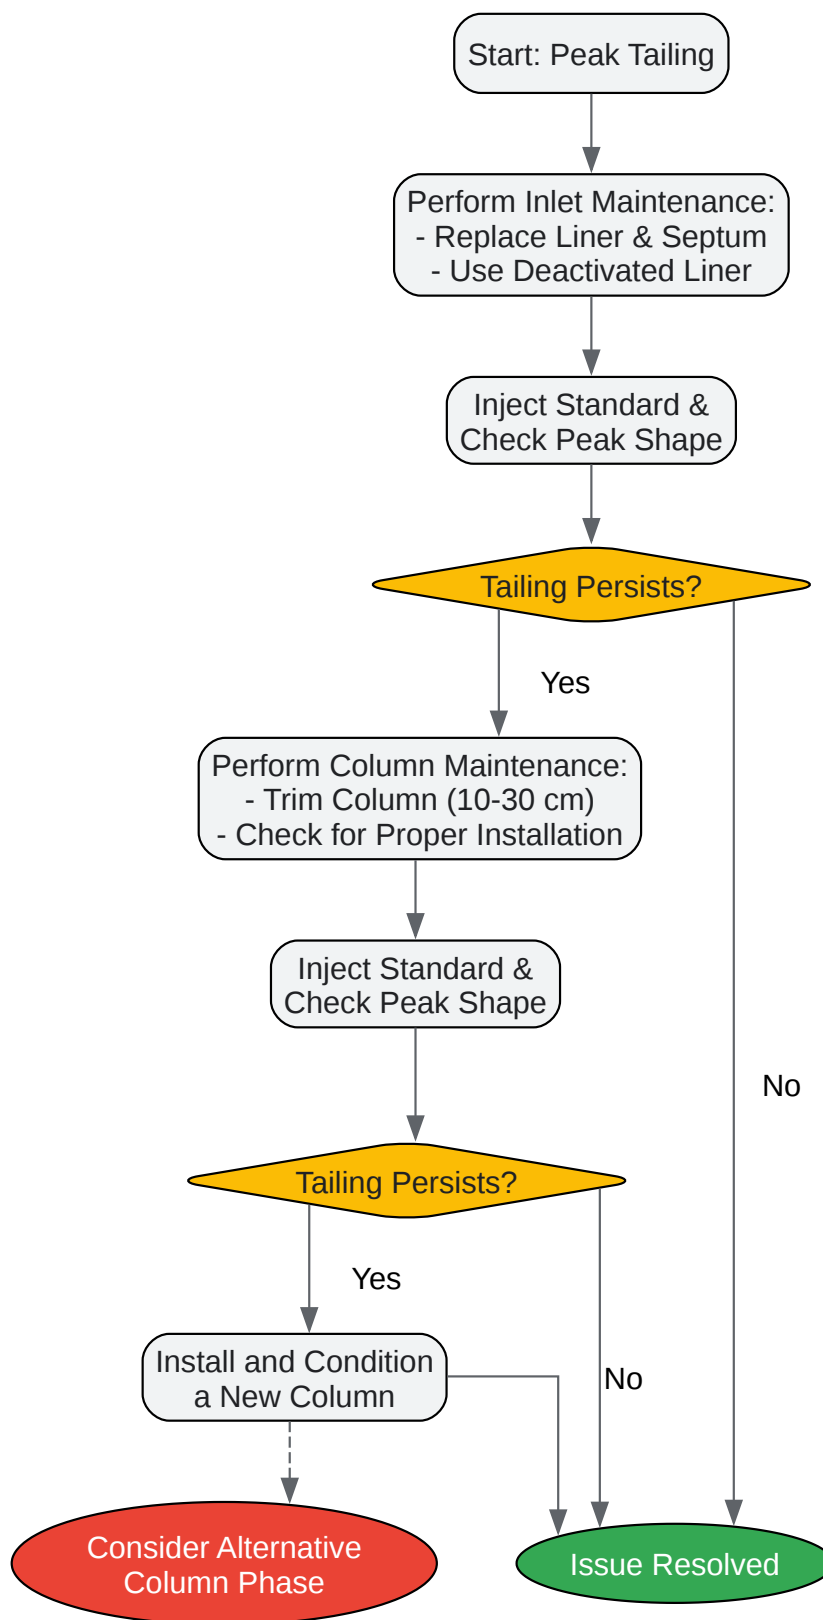 Start: Peak Tailing
Perform Inlet Maintenance:
- Replace Liner & Septum
- Use Deactivated Liner
Inject Standard &
Check Peak Shape
Tailing Persists?
Yes
Perform Column Maintenance:
- Trim Column (10-30 cm)
- Check for Proper Installation
Inject Standard &
Check Peak Shape
No
Tailing Persists?
Yes
Install and Condition
a New Column
No
Consider Alternative
Column Phase
Issue Resolved